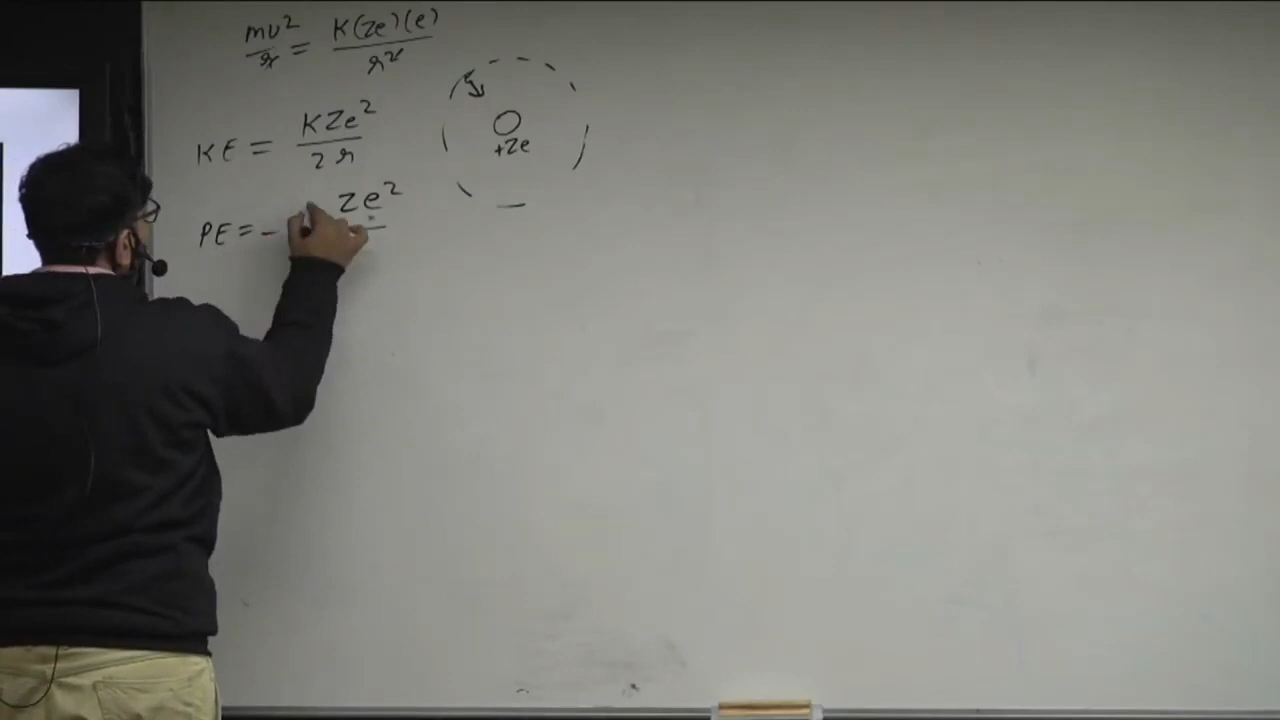 mv²/r = K(Ze)(e)/r²
KE = KZe²/2r
+Ze
PE = - Ze²